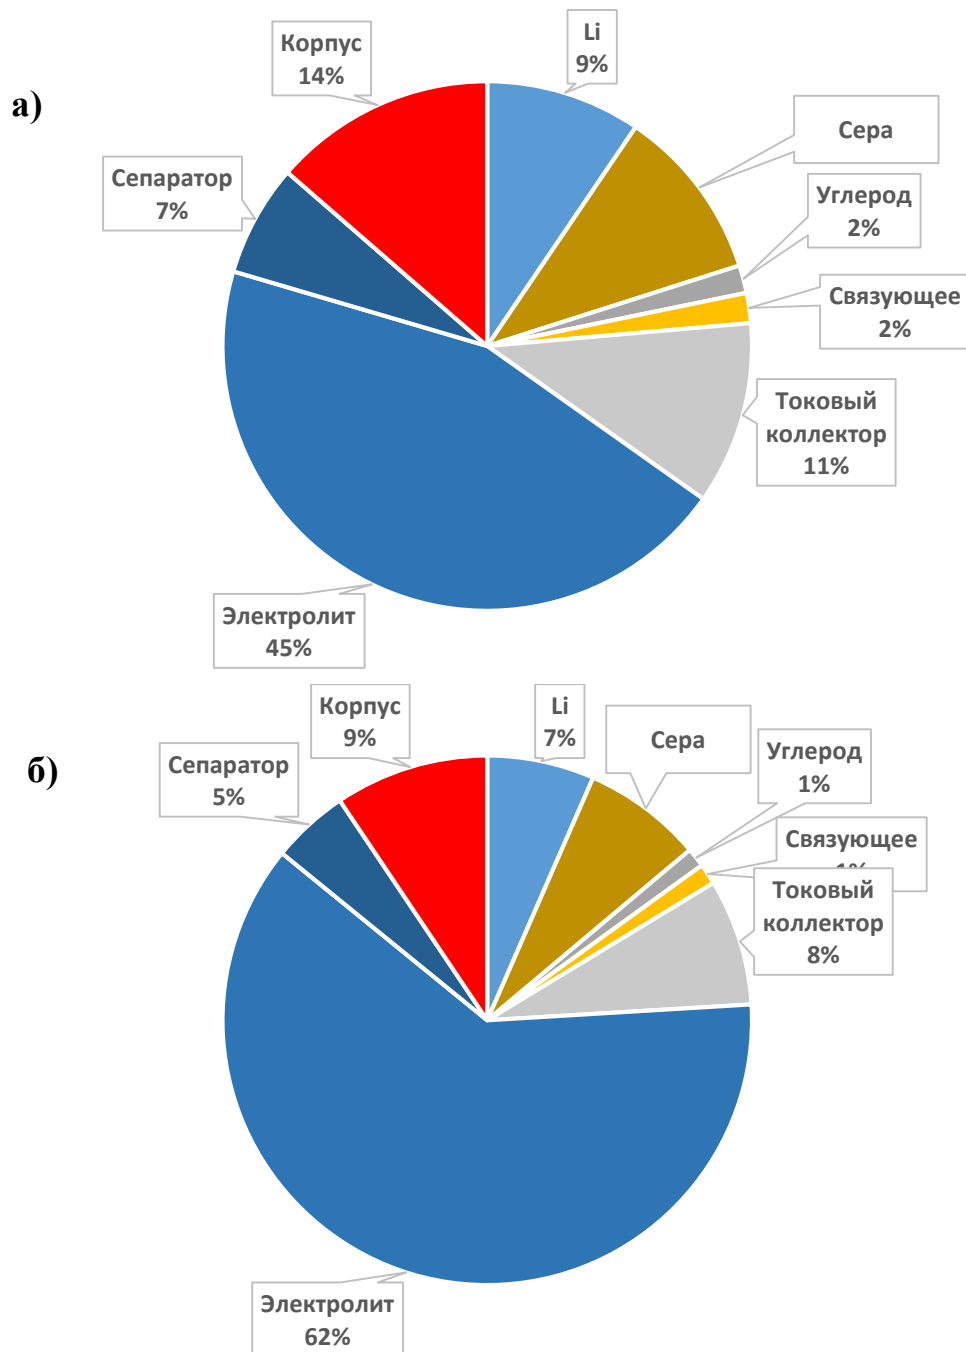 а)
Корпус
14%
Li
9%
Сера
Сепаратор
7%
Углерод
2%
Связующее
2%
Токовый
коллектор
11%
Электролит
45%
б)
Корпус
9%
Li
7%
Сера
Углерод
1%
Сепаратор
5%
Связующее
1%
Токовый
коллектор
8%
Электролит
62%